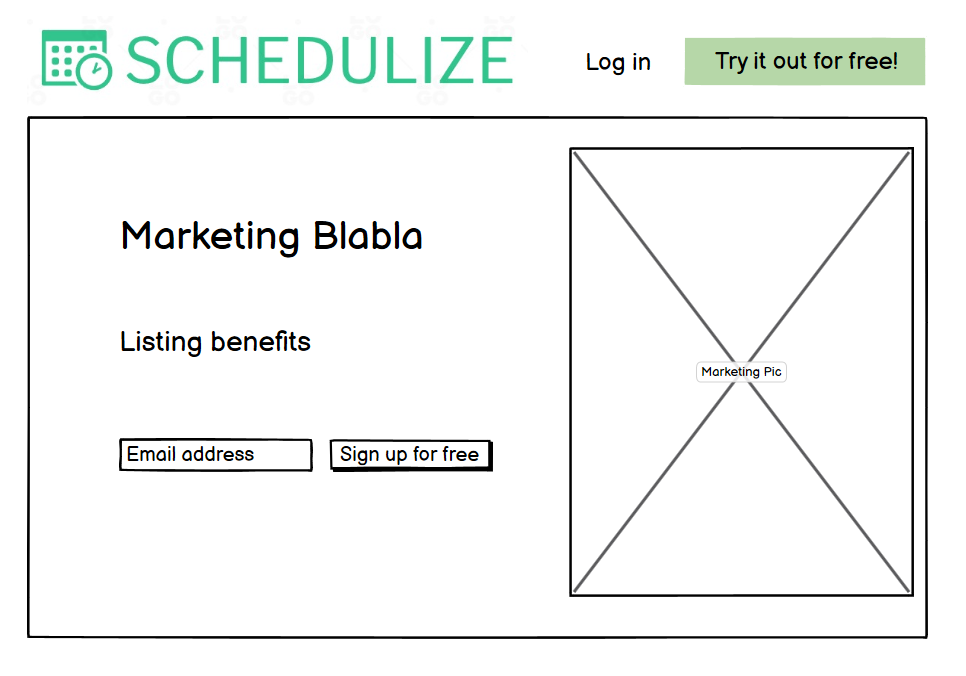 SCHEDULIZE
Log in
Try it out for free!
Marketing Blabla
Listing benefits
Marketing Pic
Email address
Sign up for free